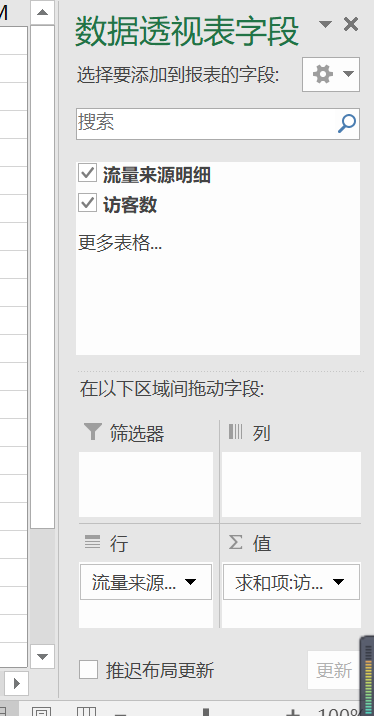 M
数据透视表字段
选择要添加到报表的字段:
搜索
流量来源明细
访客数
更多表格...
在以下区域间拖动字段:
筛选器
列
行
Σ 值
流量来源...
求和项:访...
推迟布局更新
更新
100%